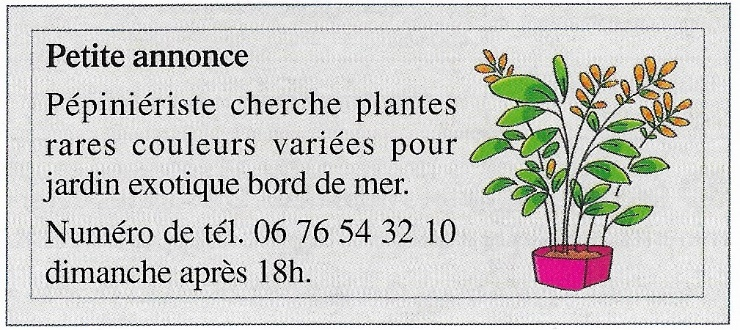 Petite annonce
Pépiniériste cherche plantes
rares couleurs variées pour
jardin exotique bord de mer.
Numéro de tél. 06 76 54 32 10
dimanche après 18h.